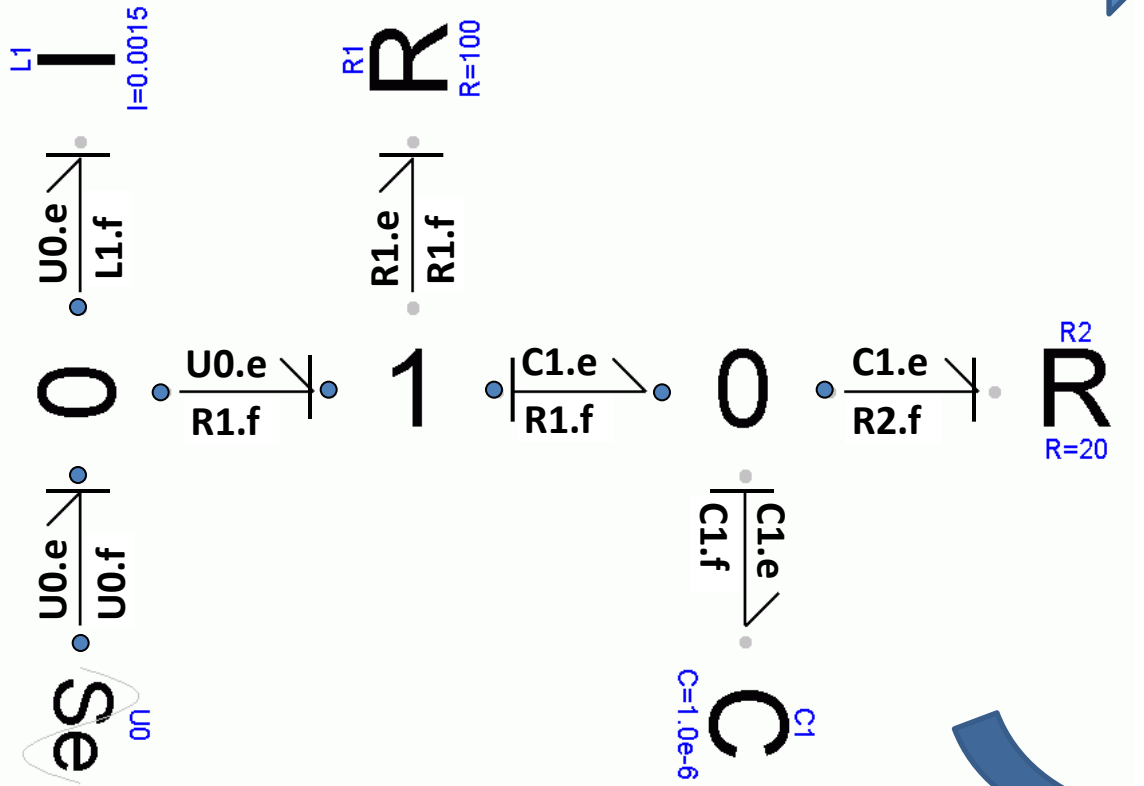 L1
I
I=0.0015
R1
R
R=100
U0.e
L1.f
R1.e
R1.f
0
U0.e
R1.f
1
C1.e
R1.f
0
C1.e
R2.f
R2
R
R=20
U0.e
U0.f
C1.f
C1.e
Se
U0
C=1.0e-6
C
C1